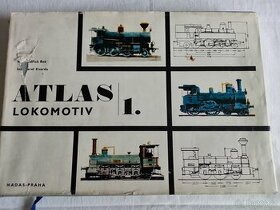 ATLAS 1.
LOKOMOTIV
NADAS-PRAHA